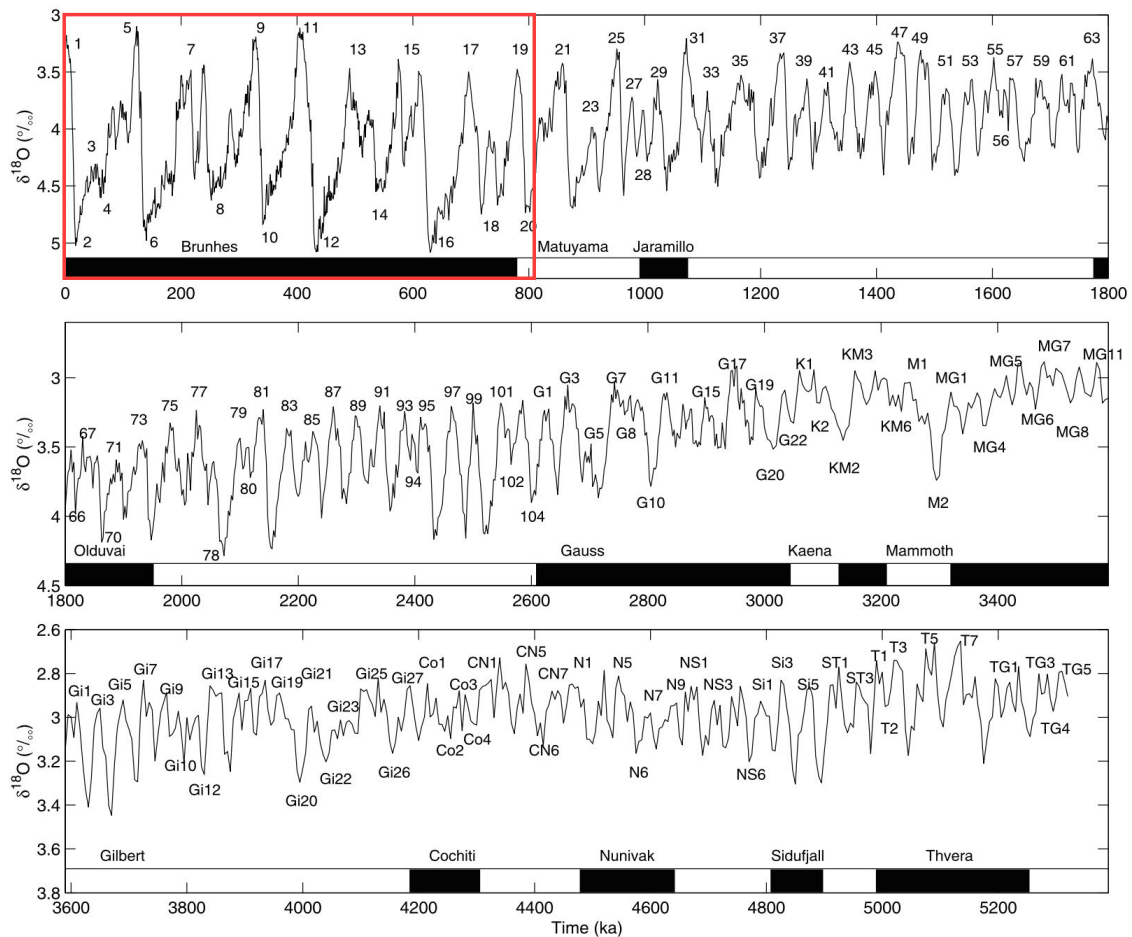 3
3.5
4
4.5
5
δ18O (o/oo)
1 5 7 9 11 13 15 17 19 21 25 27 29 31 33 35 37 39 41 43 45 47 49 51 53 55 57 59 61 63
3 23 56
2 4 6 8 10 12 14 16 18 20 28
Brunhes Matuyama Jaramillo
0 200 400 600 800 1000 1200 1400 1600 1800
3
3.5
4
4.5
δ18O (o/oo)
67 71 73 75 77 79 81 83 85 87 89 91 93 95 97 99 101 G1 G3 G5 G7 G8 G11 G15 G17 G19 K1 KM3 M1 MG1 MG5 MG7 MG11
66 70 78 80 94 102 104 G10 G20 G22 K2 KM2 KM6 M2 MG4 MG6 MG8
Olduvai Gauss Kaena Mammoth
1800 2000 2200 2400 2600 2800 3000 3200 3400
2.6
2.8
3.0
3.2
3.4
3.6
3.8
δ18O (o/oo)
Gi1 Gi3 Gi5 Gi7 Gi9 Gi13 Gi15 Gi17 Gi19 Gi21 Gi23 Gi25 Gi27 Co1 Co3 CN1 CN5 CN7 N1 N5 N7 N9 NS1 NS3 Si1 Si3 Si5 ST1 ST3 T1 T3 T5 T7 TG1 TG3 TG5
Gi10 Gi12 Gi20 Gi22 Gi26 Co2 Co4 CN6 N6 NS6 T2 TG4
Gilbert Cochiti Nunivak Sidufjall Thvera
3600 3800 4000 4200 4400 4600 4800 5000 5200
Time (ka)